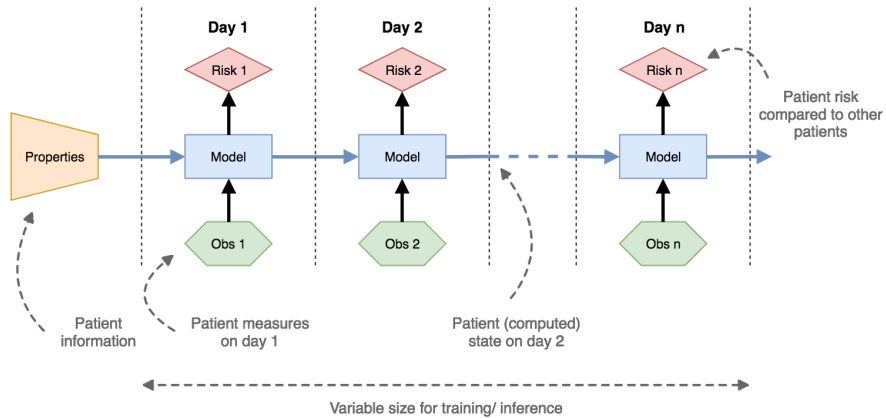 Day 1
Day 2
Day n
Risk 1
Risk 2
Risk n
Patient risk
compared to other
patients
Properties
Model
Model
Model
Obs 1
Obs 2
Obs n
Patient
information
Patient measures
on day 1
Patient (computed)
state on day 2
Variable size for training/ inference